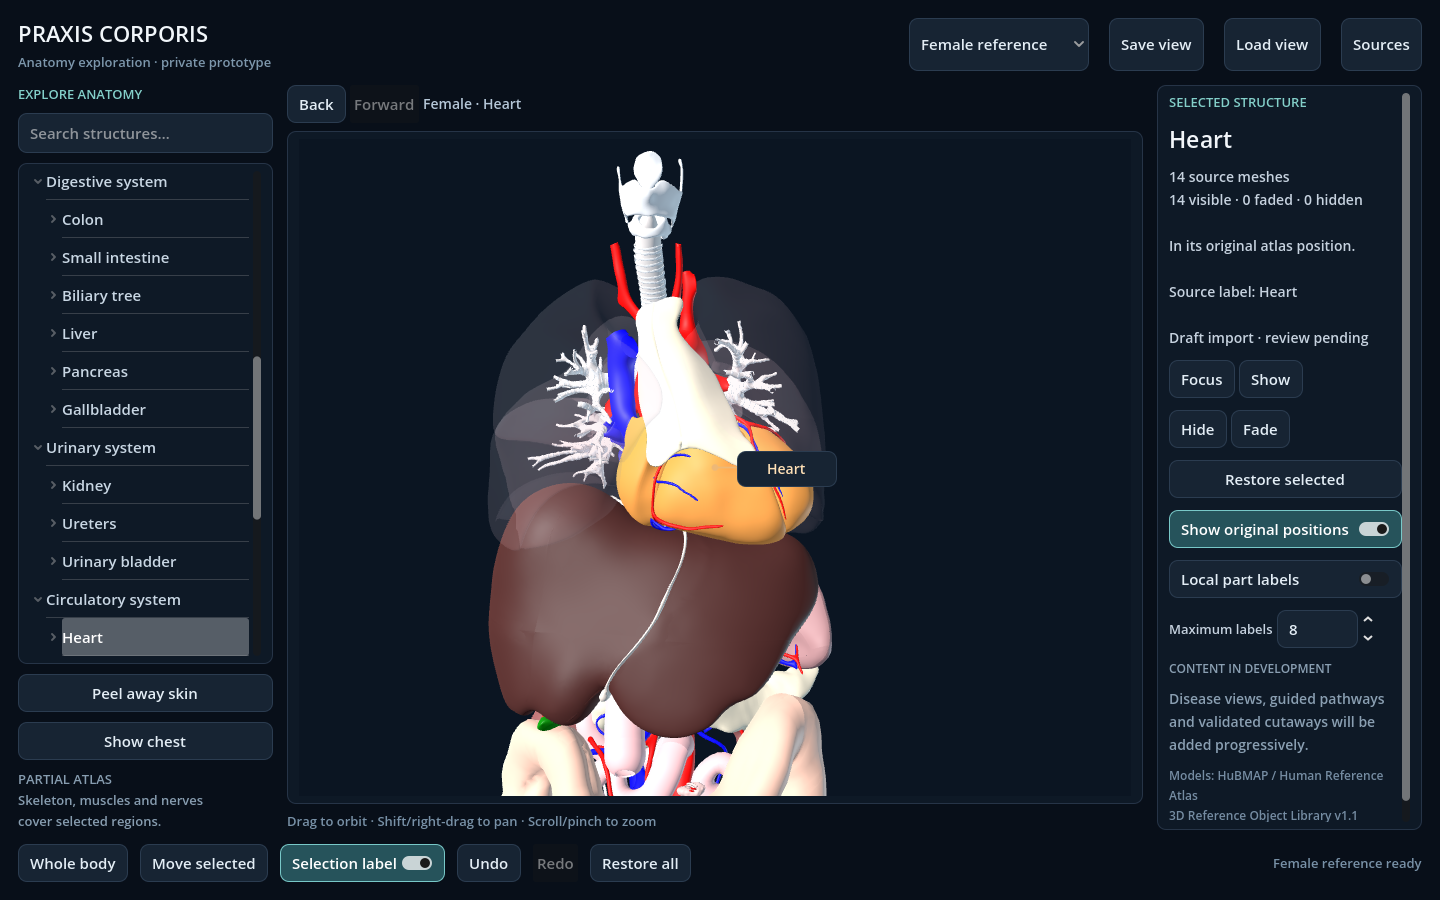 PRAXIS CORPORIS
Anatomy exploration · private prototype
Female reference
Save view
Load view
Sources
EXPLORE ANATOMY
Search structures...
Digestive system
Colon
Small intestine
Biliary tree
Liver
Pancreas
Gallbladder
Urinary system
Kidney
Ureters
Urinary bladder
Circulatory system
Heart
Peel away skin
Show chest
PARTIAL ATLAS
Skeleton, muscles and nerves
cover selected regions.
Back
Forward
Female · Heart
Heart
Drag to orbit · Shift/right-drag to pan · Scroll/pinch to zoom
SELECTED STRUCTURE
Heart
14 source meshes
14 visible · 0 faded · 0 hidden
In its original atlas position.
Source label: Heart
Draft import · review pending
Focus
Show
Hide
Fade
Restore selected
Show original positions
Local part labels
Maximum labels
8
CONTENT IN DEVELOPMENT
Disease views, guided pathways
and validated cutaways will be
added progressively.
Models: HuBMAP / Human Reference
Atlas
3D Reference Object Library v1.1
Whole body
Move selected
Selection label
Undo
Redo
Restore all
Female reference ready